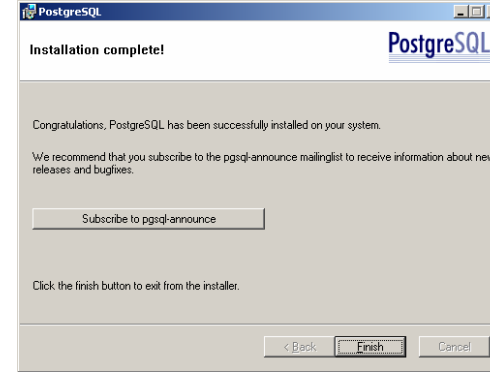 PostgreSQL
Installation complete!
PostgreSQL
Congratulations, PostgreSQL has been successfully installed on your system.
We recommend that you subscribe to the pgsql-announce mailinglist to receive information about new
releases and bugfixes.
Subscribe to pgsql-announce
Click the finish button to exit from the installer.
< Back
Finish
Cancel